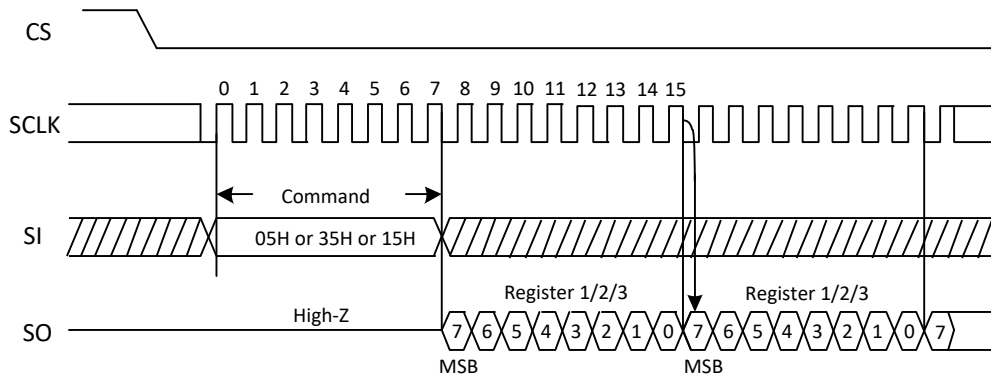 CS
0 1 2 3 4 5 6 7 8 9 10 11 12 13 14 15
SCLK
Command
SI
05H or 35H or 15H
Register 1/2/3 Register 1/2/3
High-Z
SO
7 6 5 4 3 2 1 0 7 6 5 4 3 2 1 0 7
MSB MSB